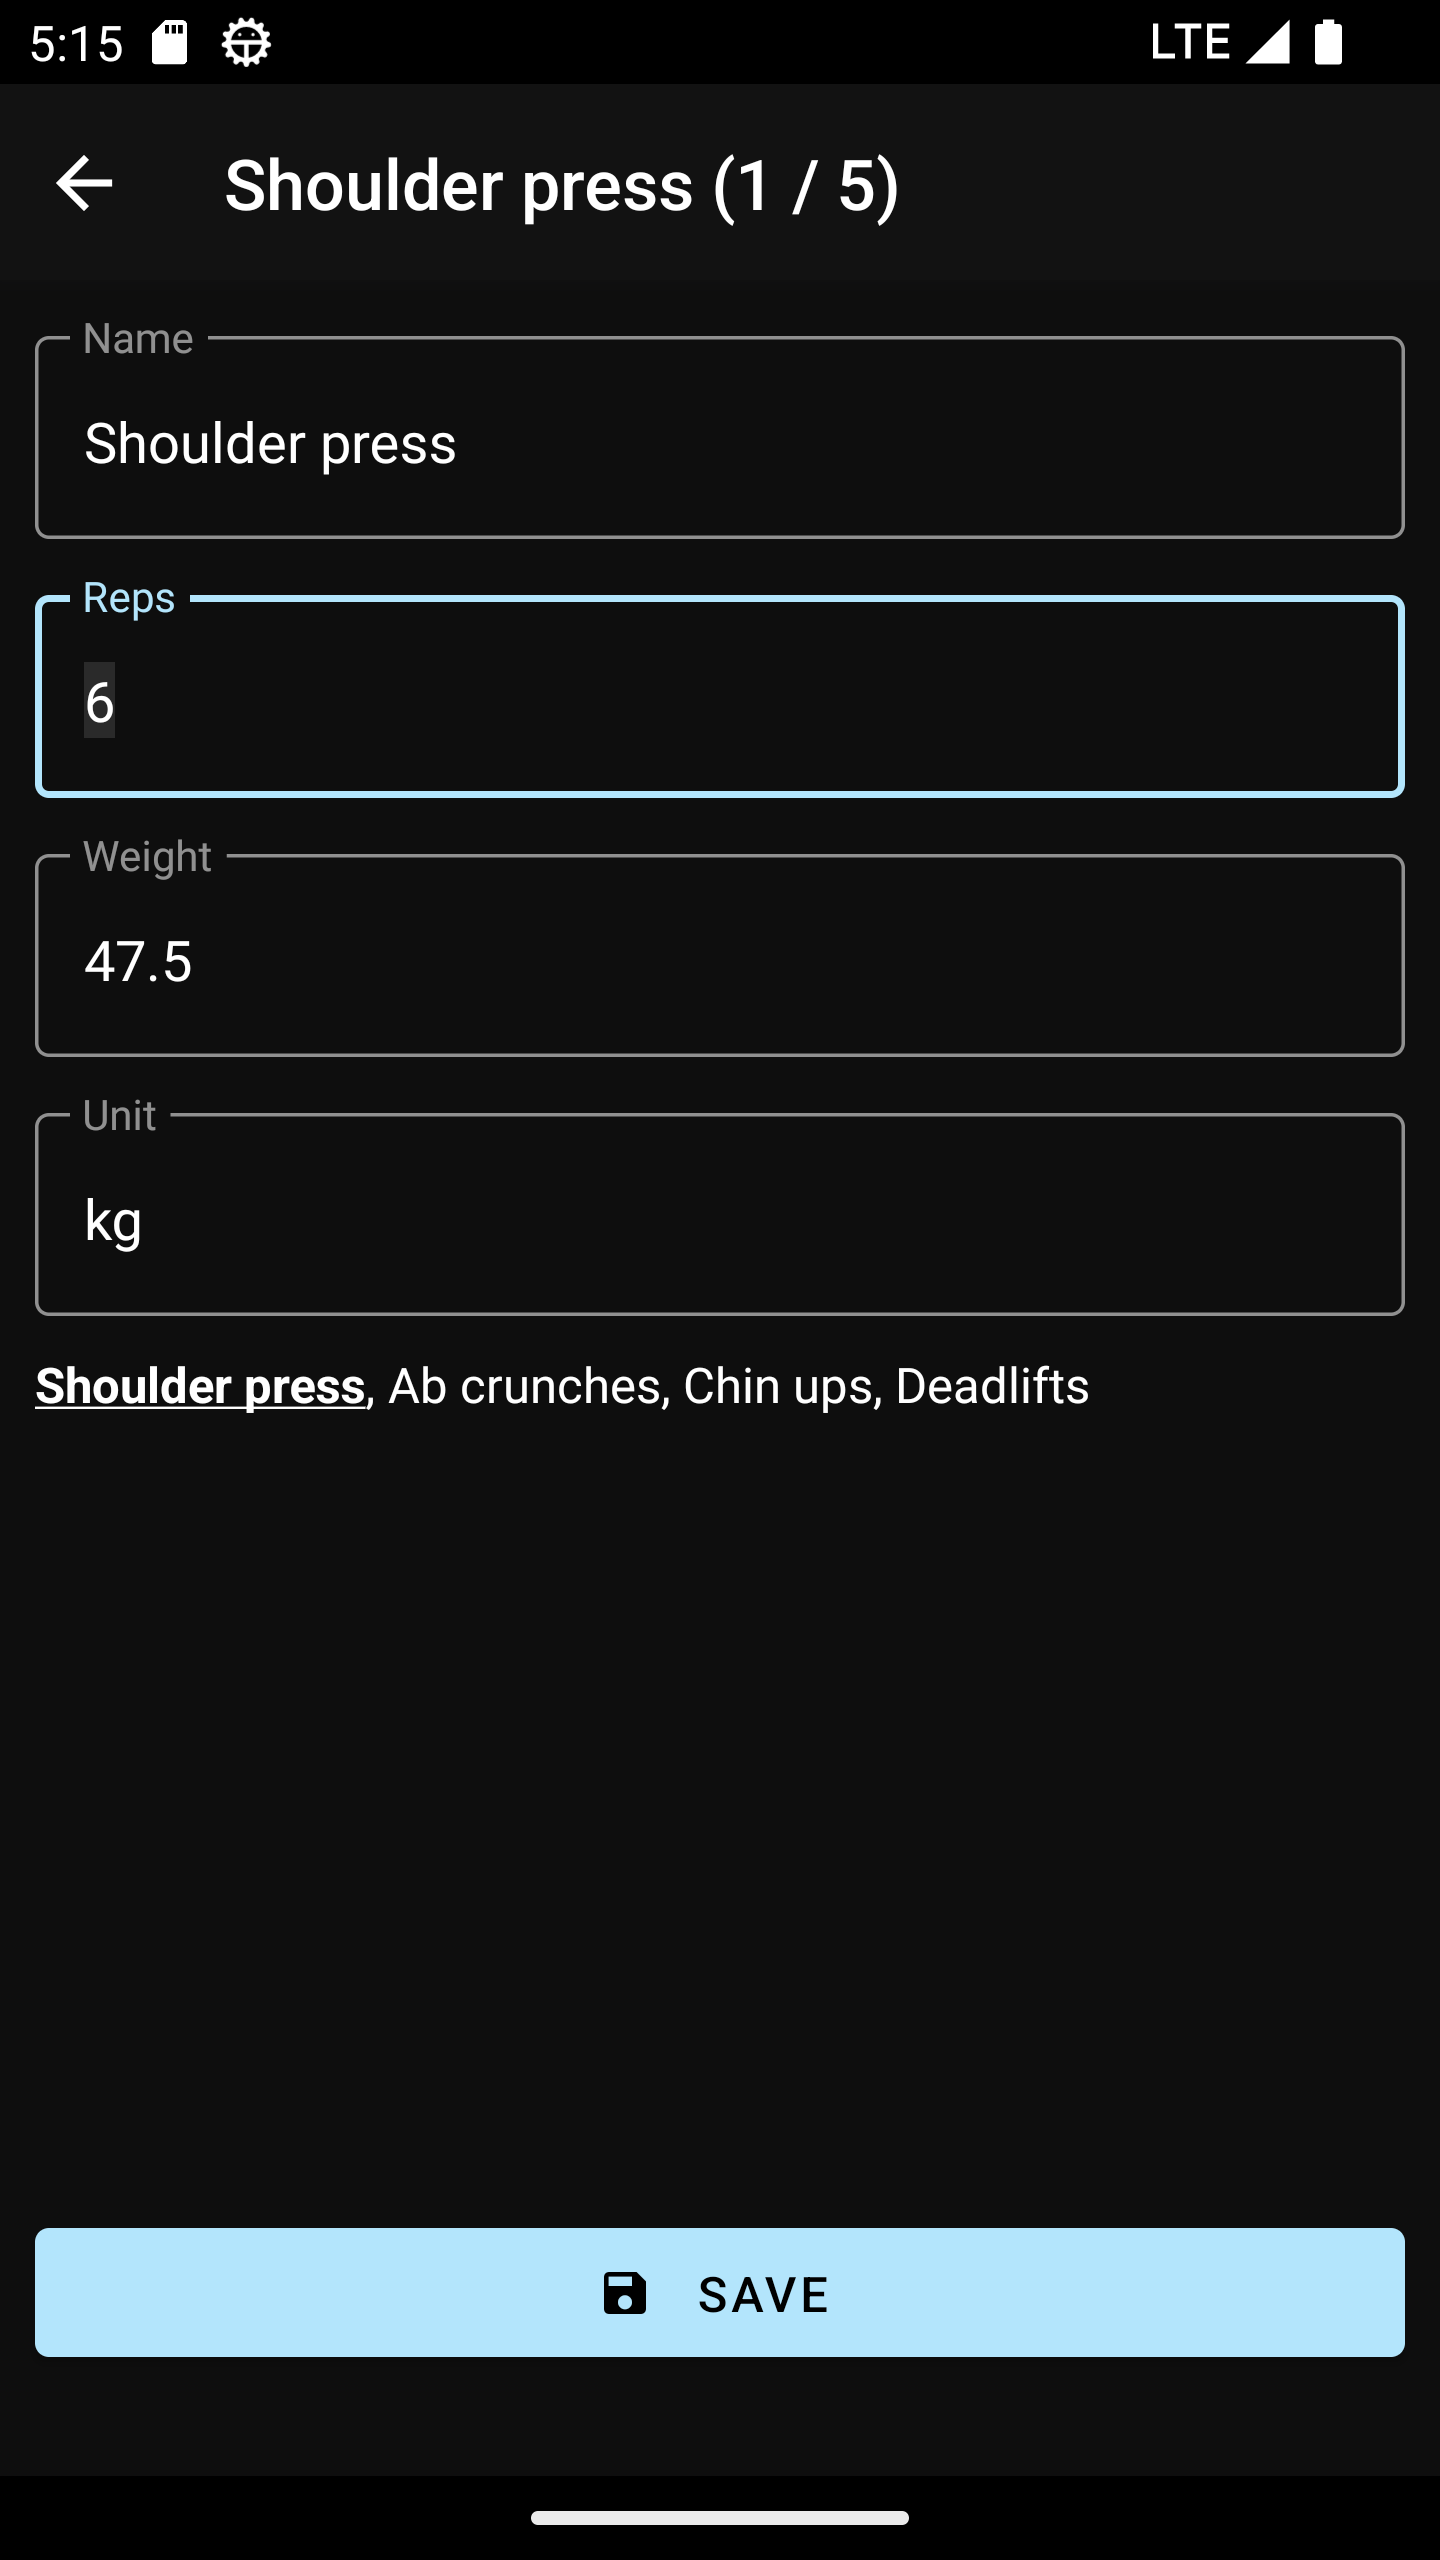 5:15 LTE
Shoulder press (1 / 5)
Name
Shoulder press
Reps
6
Weight
47.5
Unit
kg
Shoulder press, Ab crunches, Chin ups, Deadlifts
SAVE